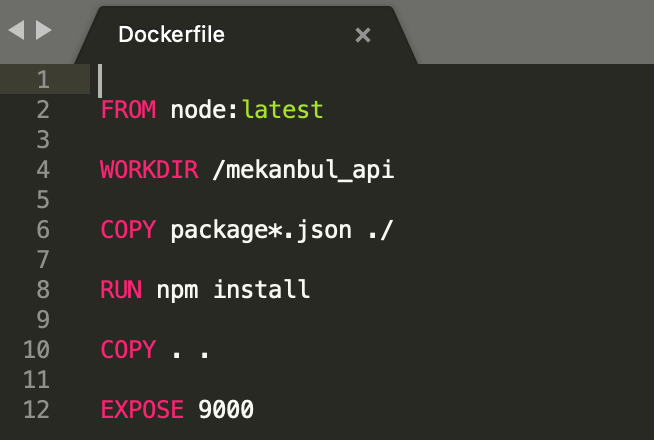 Dockerfile
1
2 FROM node:latest
3
4 WORKDIR /mekanbul_api
5
6 COPY package*.json ./
7
8 RUN npm install
9
10 COPY . .
11
12 EXPOSE 9000